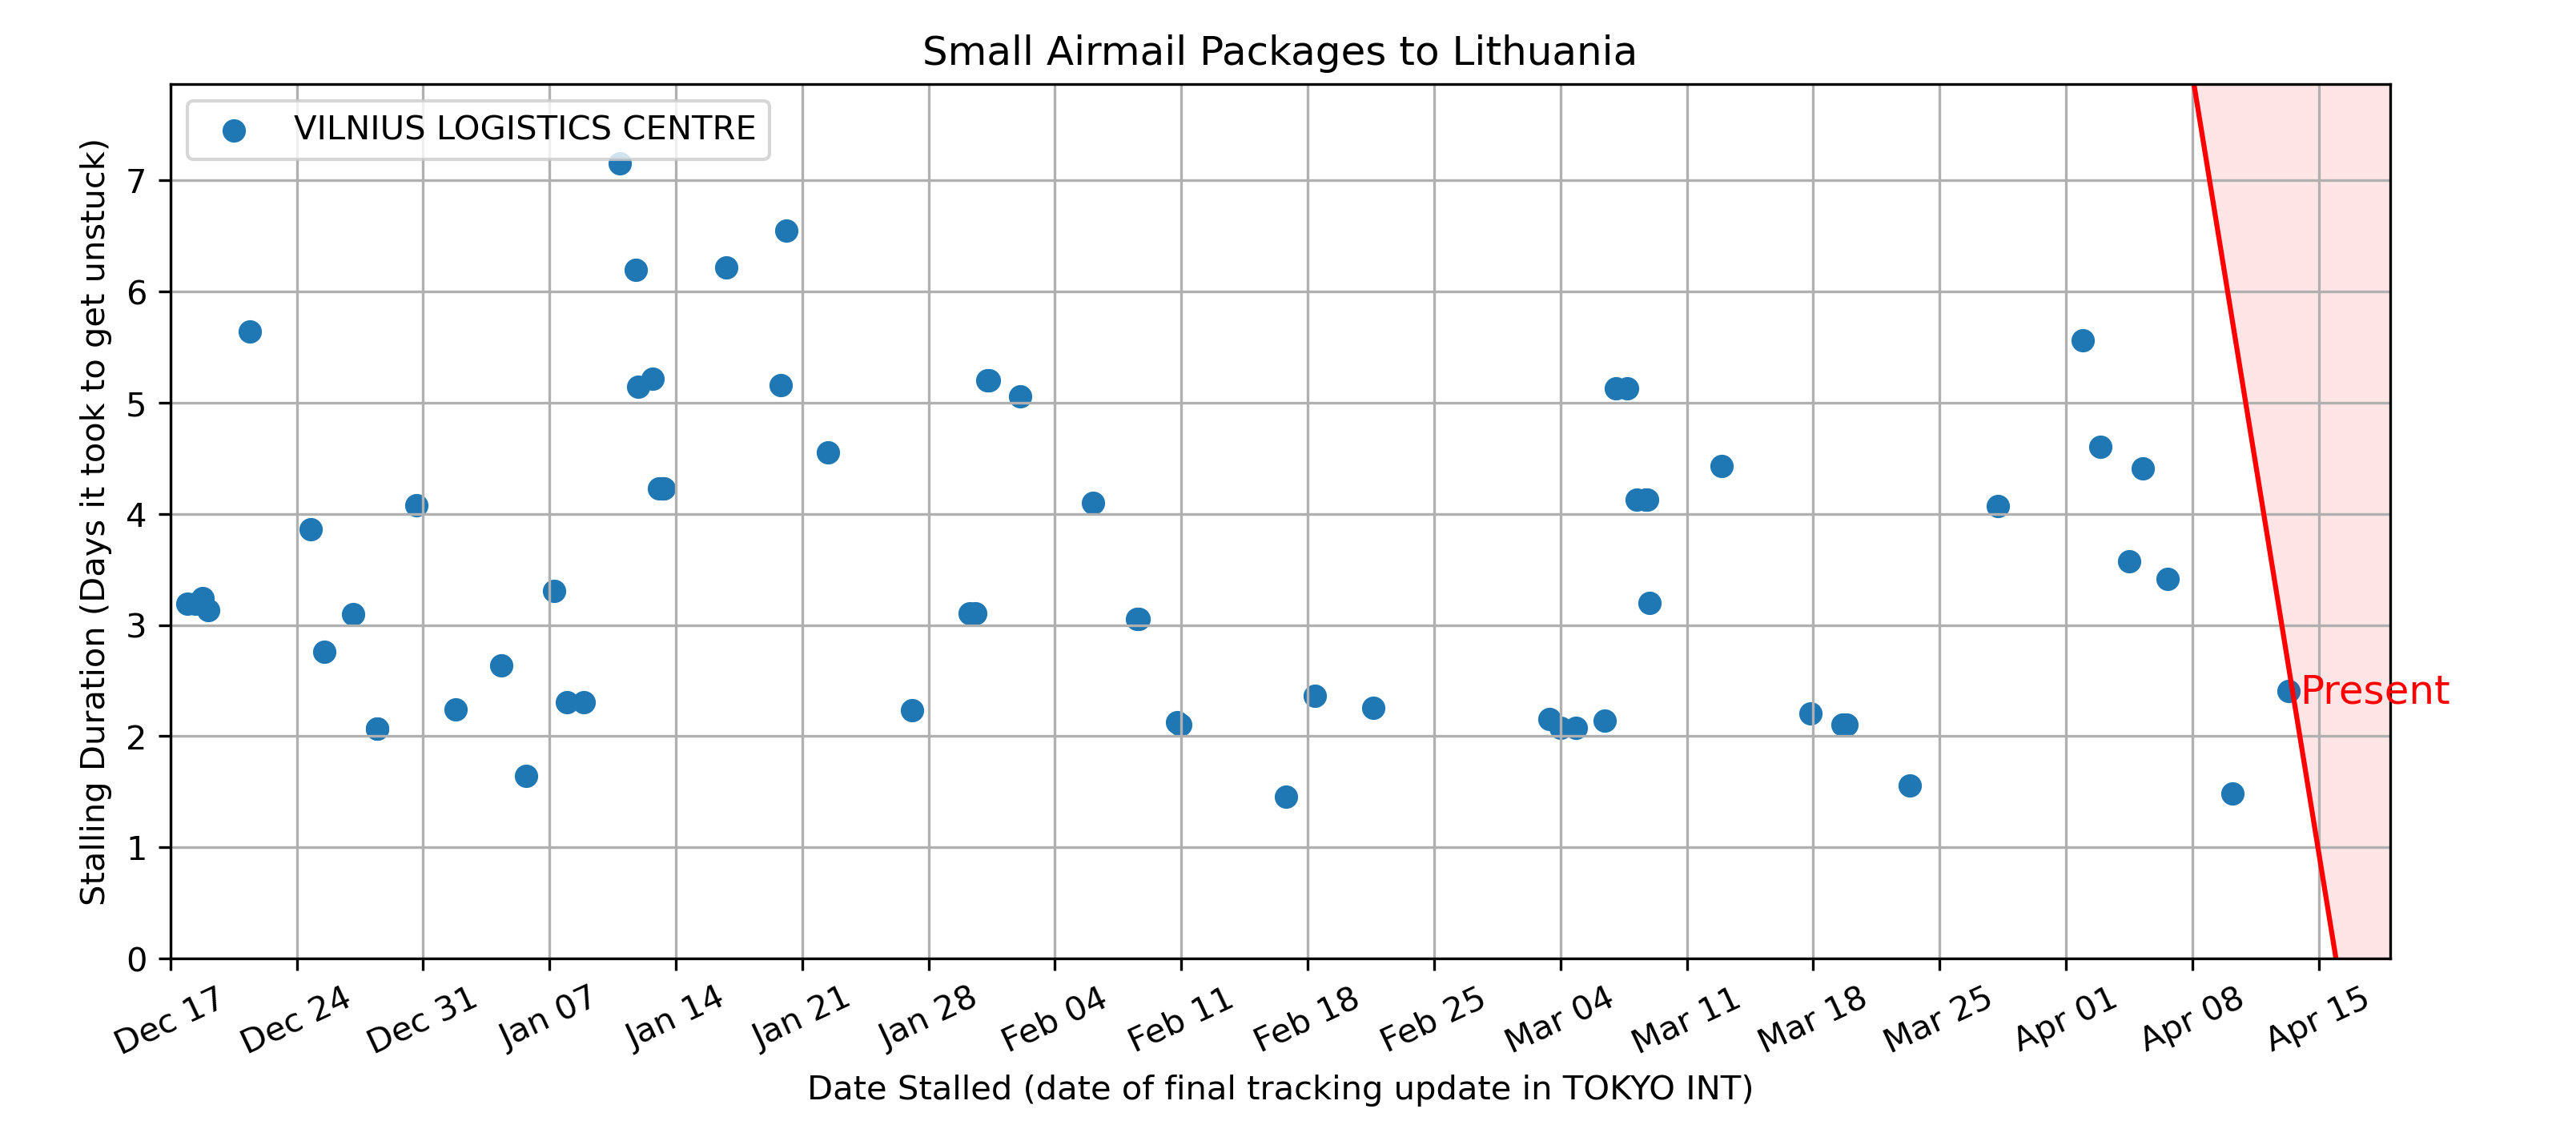 Small Airmail Packages to Lithuania
VILNIUS LOGISTICS CENTRE
Stalling Duration (Days it took to get unstuck)
7
6
5
4
3
2
1
0
Present
Dec 17
Dec 24
Dec 31
Jan 07
Jan 14
Jan 21
Jan 28
Feb 04
Feb 11
Feb 18
Feb 25
Mar 04
Mar 11
Mar 18
Mar 25
Apr 01
Apr 08
Apr 15
Date Stalled (date of final tracking update in TOKYO INT)